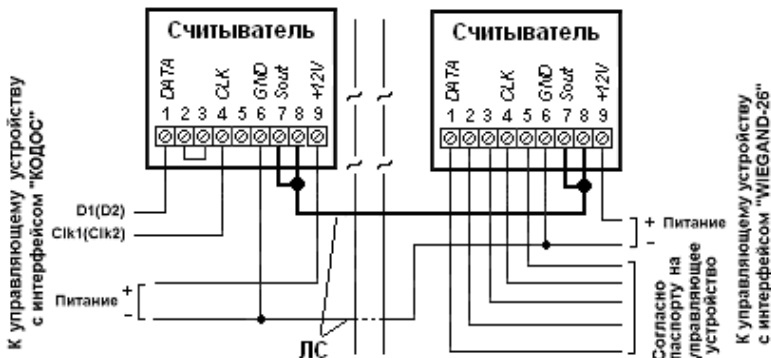 К управляющему устройству
с интерфейсом "КОДОС"
Считыватель
DATA CLK GND Sout +12V
1 2 3 4 5 6 7 8 9
D1(D2)
Clk1(Clk2)
Питание + -
ЛС
Считыватель
DATA CLK GND Sout +12V
1 2 3 4 5 6 7 8 9
+ Питание
-
Согласно
паспорту на
управляющее
устройство
К управляющему устройству
с интерфейсом "WIEGAND-26"